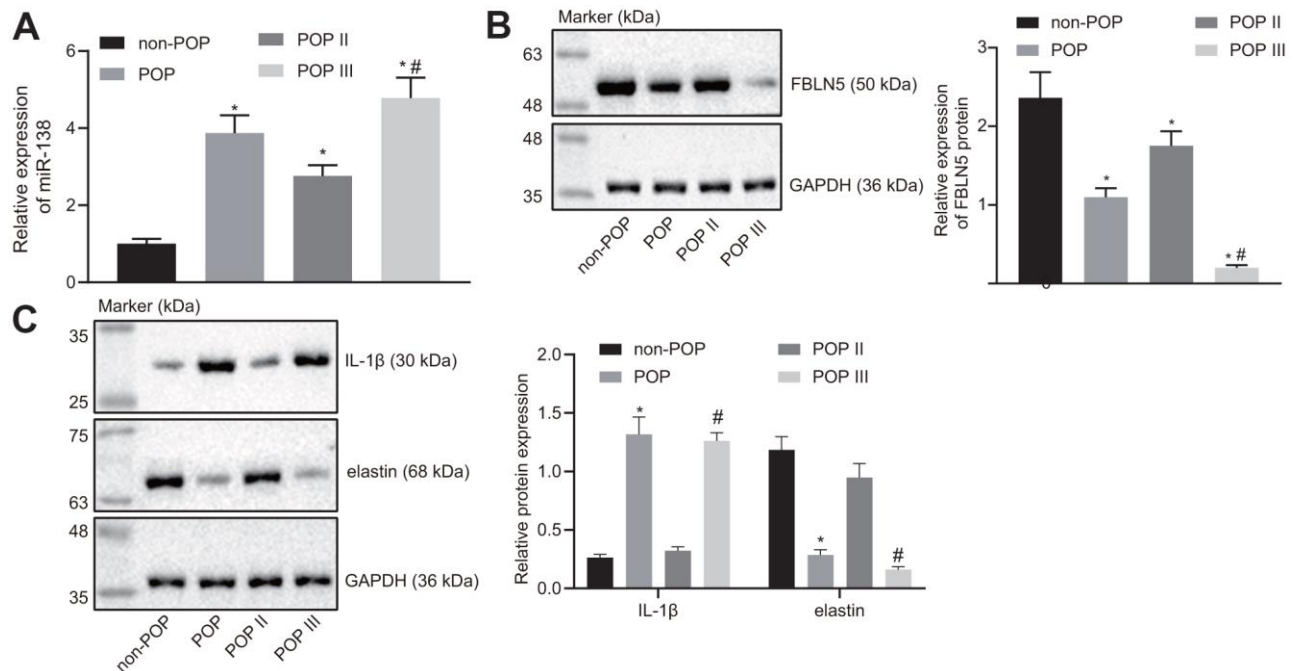 A
non-POP
POP
POP II
POP III
Relative expression
of miR-138
6
4
2
0
*
*
* #
B
Marker (kDa)
63
48
48
35
FBLN5 (50 kDa)
GAPDH (36 kDa)
non-POP
POP
POP II
POP III
non-POP
POP
POP II
POP III
Relative expression
of FBLN5 protein
3
2
1
0
*
*
* #
C
Marker (kDa)
35
25
75
63
48
35
IL-1β (30 kDa)
elastin (68 kDa)
GAPDH (36 kDa)
non-POP
POP
POP II
POP III
non-POP
POP
POP II
POP III
Relative protein expression
2.0
1.5
1.0
0.5
0.0
*
#
*
#
IL-1β
elastin